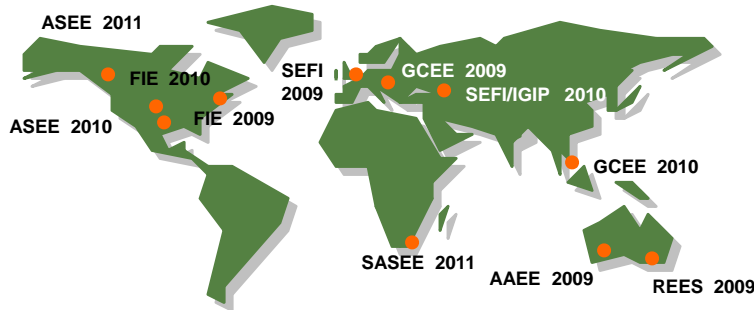 ASEE 2011
FIE 2010
SEFI
2009
GCEE 2009
SEFI/IGIP 2010
ASEE 2010
FIE 2009
GCEE 2010
SASEE 2011
AAEE 2009
REES 2009